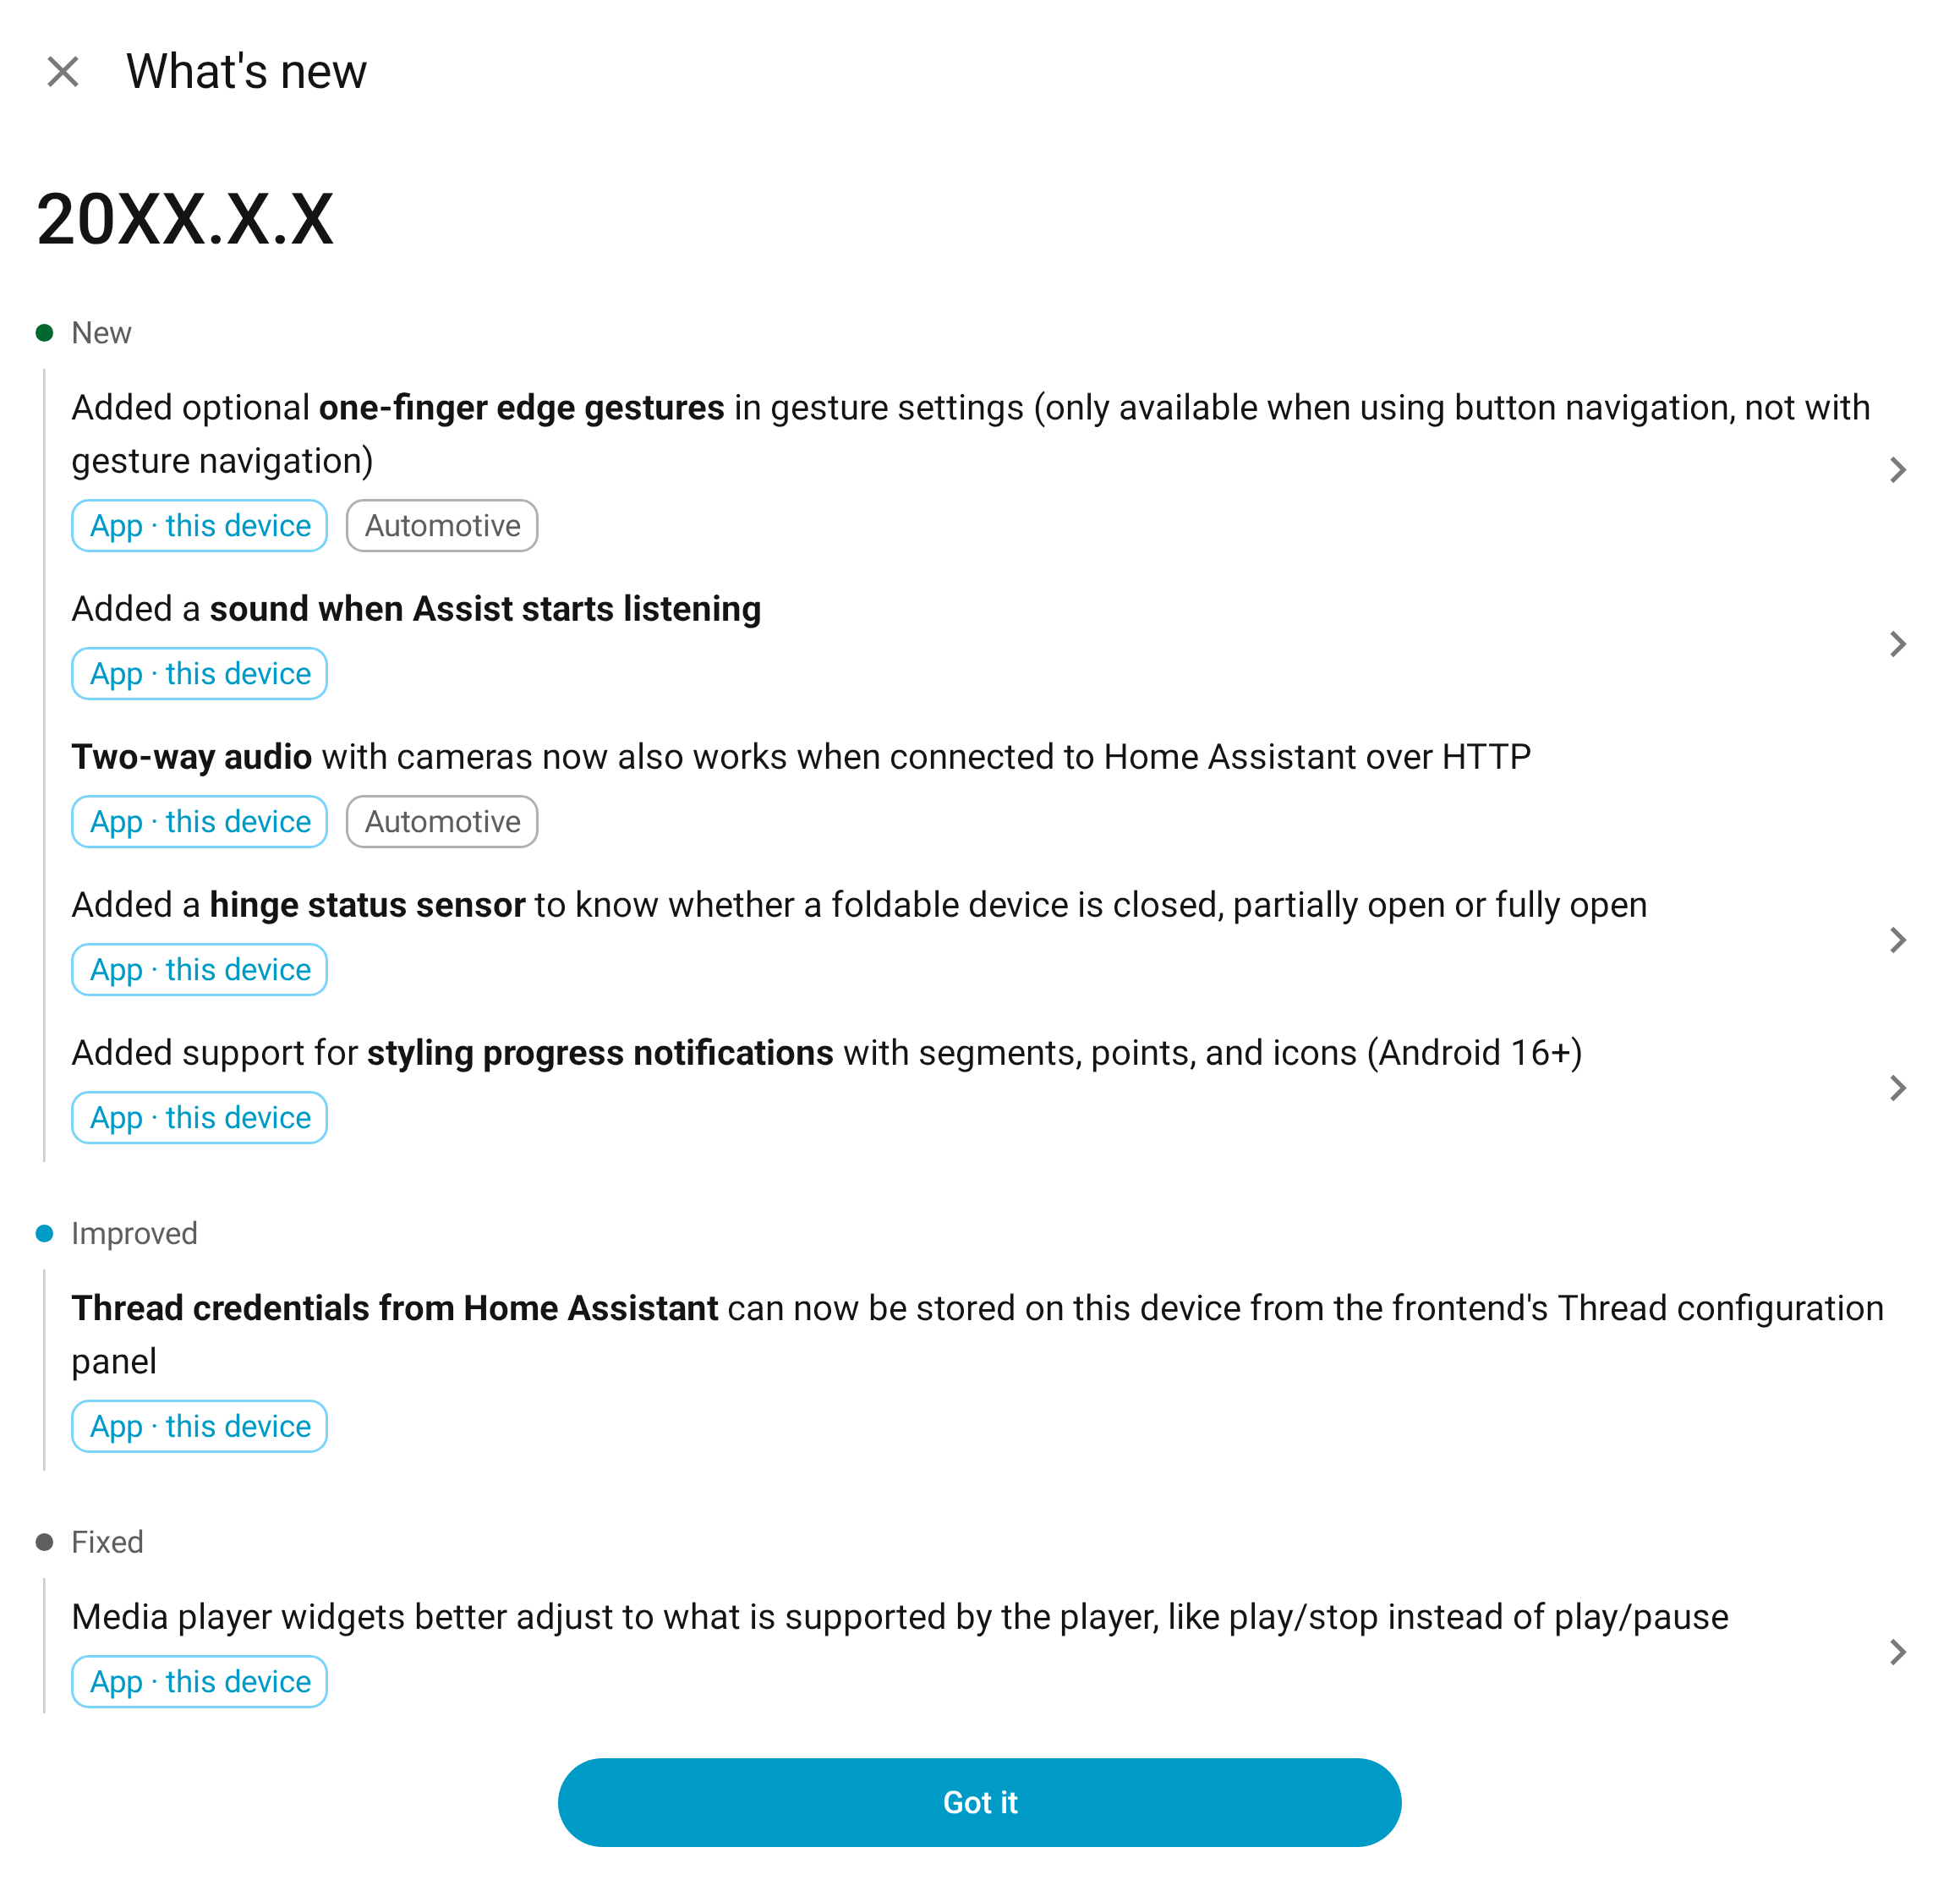 What's new
20XX.X.X
New
Added optional one-finger edge gestures in gesture settings (only available when using button navigation, not with
gesture navigation)
App · this device Automotive
Added a sound when Assist starts listening
App · this device
Two-way audio with cameras now also works when connected to Home Assistant over HTTP
App · this device Automotive
Added a hinge status sensor to know whether a foldable device is closed, partially open or fully open
App · this device
Added support for styling progress notifications with segments, points, and icons (Android 16+)
App · this device
Improved
Thread credentials from Home Assistant can now be stored on this device from the frontend's Thread configuration
panel
App · this device
Fixed
Media player widgets better adjust to what is supported by the player, like play/stop instead of play/pause
App · this device
Got it